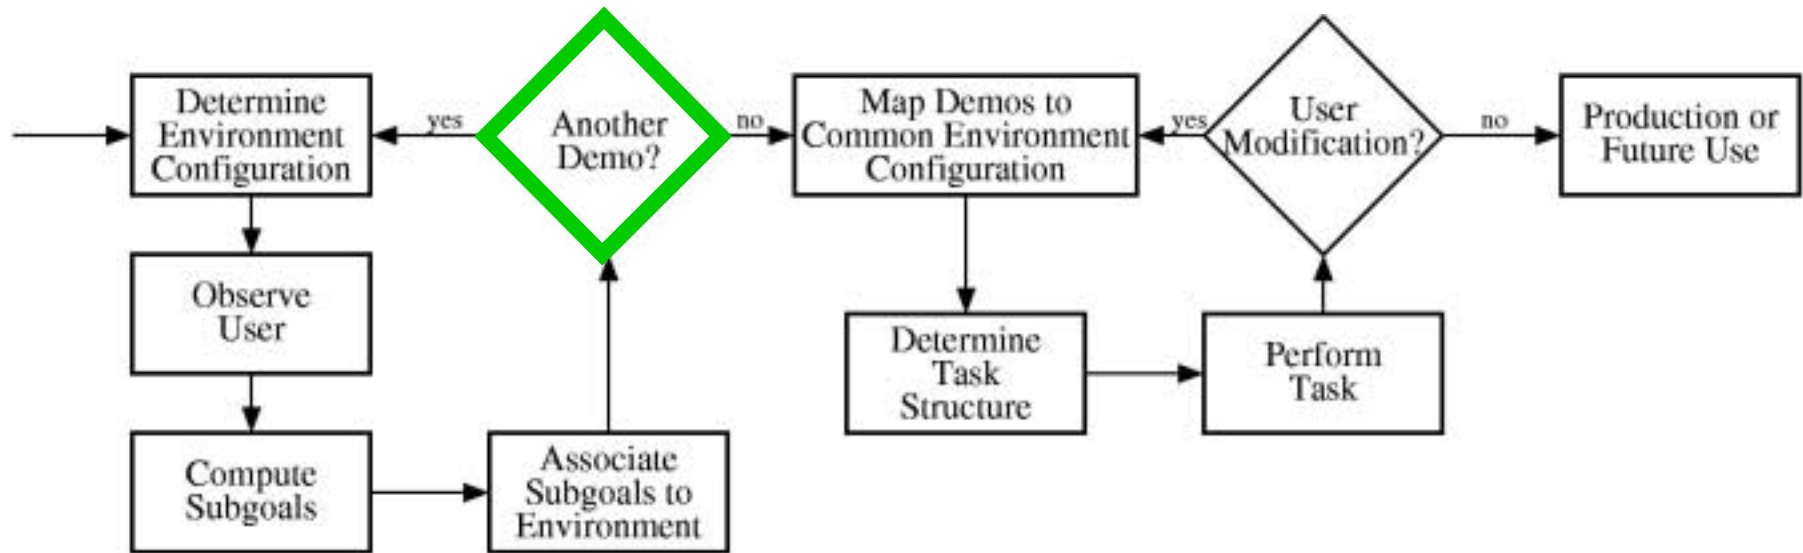 Determine
Environment
Configuration
yes
Another
Demo?
no
Map Demos to
Common Environment
Configuration
yes
User
Modification?
no
Production or
Future Use
Observe
User
Determine
Task
Structure
Perform
Task
Compute
Subgoals
Associate
Subgoals to
Environment